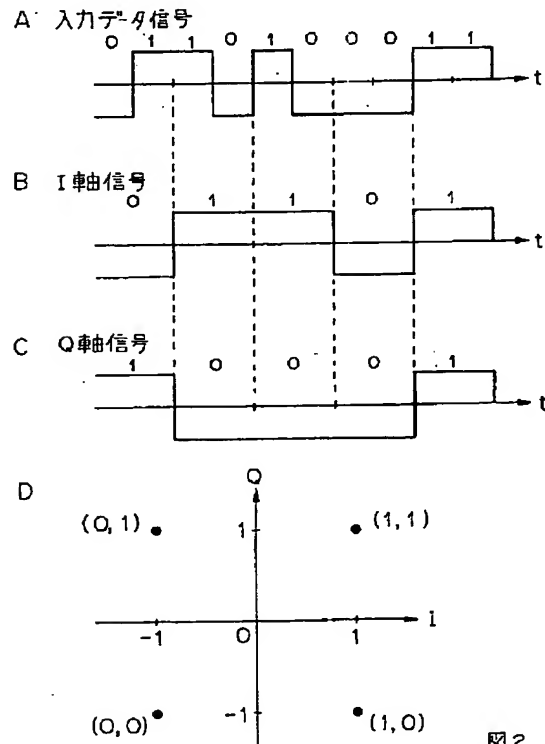 A 入力データ信号
0 1 1 0 1 0 0 0 1 1
t
B I軸信号
0 1 1 0 1
t
C Q軸信号
1 0 0 0 1
t
D
Q
(0,1) 1 (1,1)
-1 0 1 I
(0,0) -1 (1,0)
図2